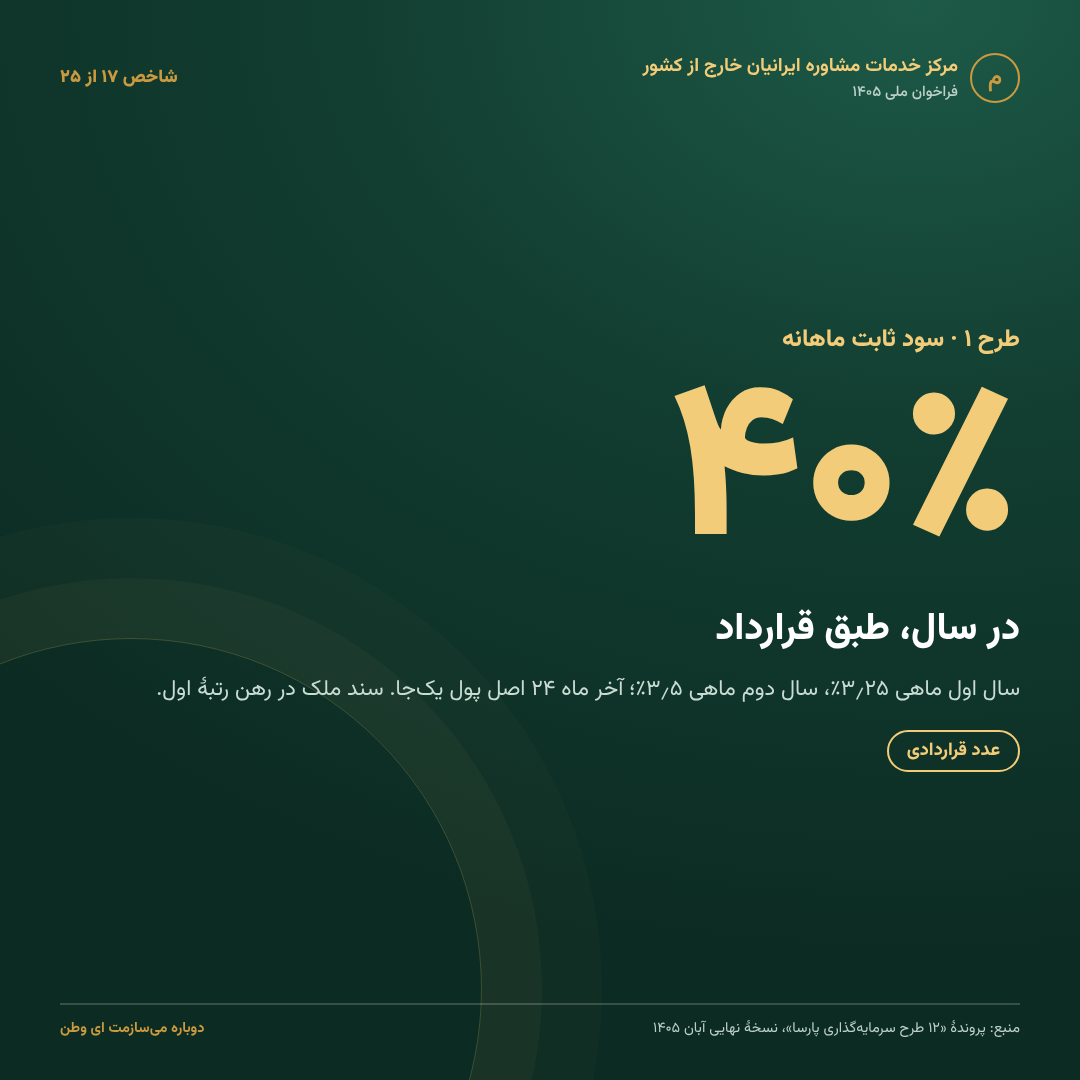 م
مرکز خدمات مشاوره ایرانیان خارج از کشور
فراخوان ملی ۱۴۰۵
شاخص ۱۷ از ۲۵
طرح ۱ · سود ثابت ماهانه
۴۰٪
در سال، طبق قرارداد
سال اول ماهی ۳٫۲۵٪، سال دوم ماهی ۳٫۵٪؛ آخر ماه ۲۴ اصل پول یک‌جا. سند ملک در رهن رتبهٔ اول.
عدد قراردادی
منبع: پروندهٔ «۱۲ طرح سرمایه‌گذاری پارسا»، نسخهٔ نهایی آبان ۱۴۰۵
دوباره می‌سازمت ای وطن